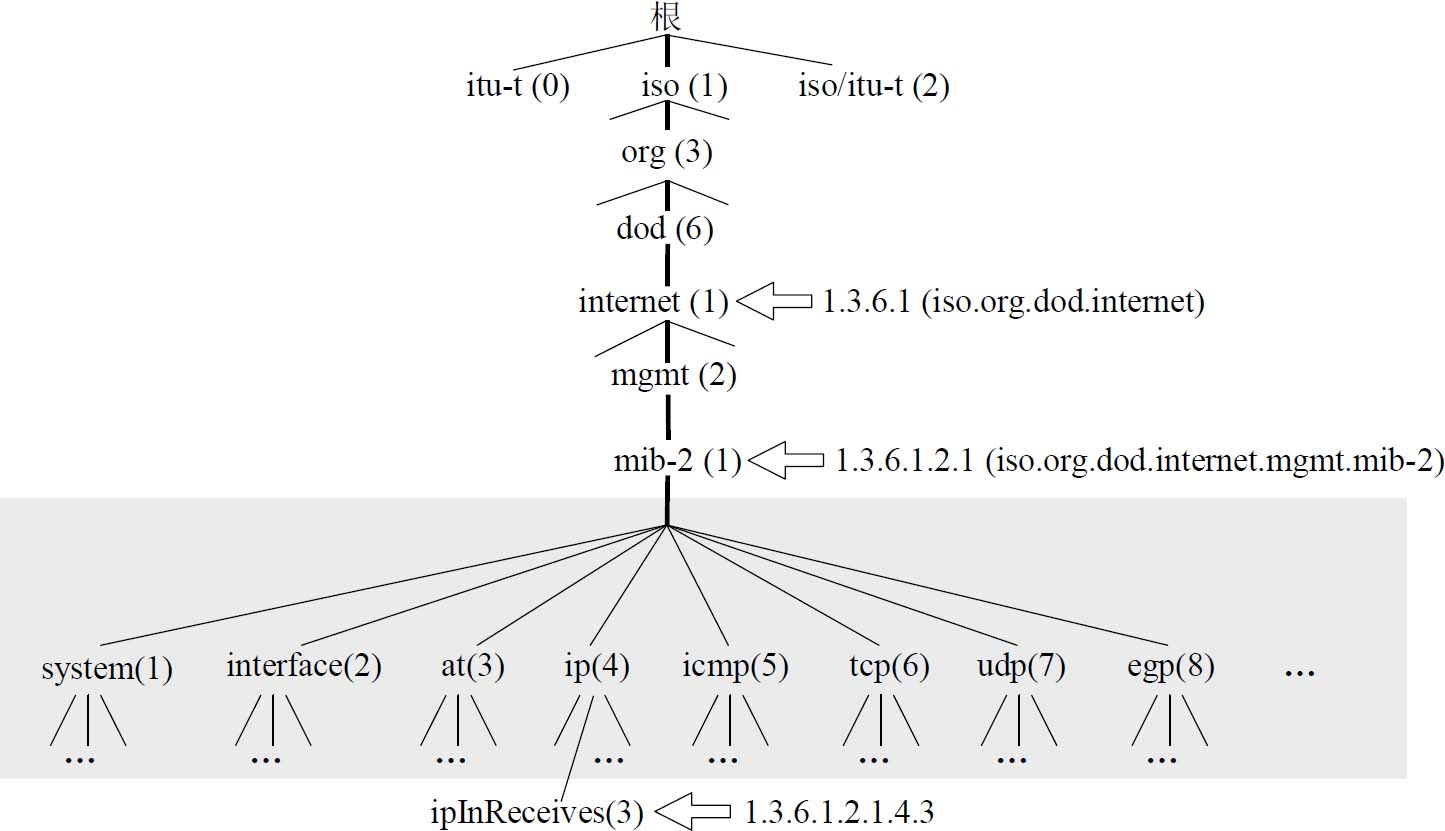 根
itu-t (0) iso (1) iso/itu-t (2)
org (3)
dod (6)
internet (1) 1.3.6.1 (iso.org.dod.internet)
mgmt (2)
mib-2 (1) 1.3.6.1.2.1 (iso.org.dod.internet.mgmt.mib-2)
system(1) interface(2) at(3) ip(4) icmp(5) tcp(6) udp(7) egp(8) ...
... ... ... ... ... ... ... ...
ipInReceives(3) 1.3.6.1.2.1.4.3